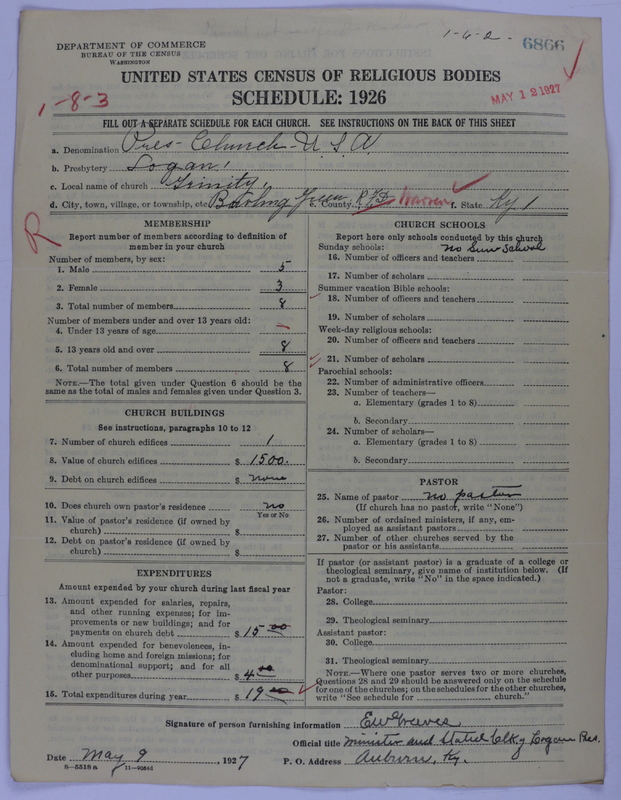 1-6-2-
6866
DEPARTMENT OF COMMERCE
BUREAU OF THE CENSUS
WASHINGTON
UNITED STATES CENSUS OF RELIGIOUS BODIES
MAY 12 1927
1-8-3
SCHEDULE: 1926
FILL OUT A SEPARATE SCHEDULE FOR EACH CHURCH. SEE INSTRUCTIONS ON THE BACK OF THIS SHEET
a. Denomination Pres- Church- U S A
b. Presbytery Logan
c. Local name of church Trinity
d. City, town, village, or township, etc. Bowling Green e. County R.F.D. Warren f. State Ky 1
R
MEMBERSHIP
Report number of members according to definition of member in your church
Number of members, by sex:
1. Male 5
2. Female 3
3. Total number of members 8
Number of members under and over 13 years old:
4. Under 13 years of age –
5. 13 years old and over 8
6. Total number of members 8
NOTE.—The total given under Question 6 should be the same as the total of males and females given under Question 3.
CHURCH BUILDINGS
See instructions, paragraphs 10 to 12
7. Number of church edifices 1
8. Value of church edifices $ 1500.
9. Debt on church edifices $ none
10. Does church own pastor's residence no
Yes or No
11. Value of pastor's residence (if owned by
church) $
12. Debt on pastor's residence (if owned by
church) $
EXPENDITURES
Amount expended by your church during last fiscal year
13. Amount expended for salaries, repairs,
and other running expenses; for im-
provements or new buildings; and for
payments on church debt $ 15 00
14. Amount expended for benevolences, in-
cluding home and foreign missions; for
denominational support; and for all
other purposes $ 4 00
15. Total expenditures during year $ 19 00
CHURCH SCHOOLS
Report here only schools conducted by this church
Sunday schools: no Sun School
16. Number of officers and teachers
17. Number of scholars
Summer vacation Bible schools:
18. Number of officers and teachers
19. Number of scholars
Week-day religious schools:
20. Number of officers and teachers
21. Number of scholars
Parochial schools:
22. Number of administrative officers
23. Number of teachers—
a. Elementary (grades 1 to 8)
b. Secondary
24. Number of scholars—
a. Elementary (grades 1 to 8)
b. Secondary
PASTOR
25. Name of pastor no pastor
(If church has no pastor, write "None")
26. Number of ordained ministers, if any, em-
ployed as assistant pastors
27. Number of other churches served by the
pastor or his assistants
If pastor (or assistant pastor) is a graduate of a college or
theological seminary, give name of institution below. (If
not a graduate, write "No" in the space indicated.)
Pastor:
28. College
29. Theological seminary
Assistant pastor:
30. College
31. Theological seminary
NOTE.—Where one pastor serves two or more churches,
Questions 28 and 29 should be answered only on the schedule
for one of the churches; on the schedules for the other churches,
write "See schedule for church."
Signature of person furnishing information E W Graves
Official title Minister and Stated Clk of Logan Pres.
Date May 9, 1927 P. O. Address Auburn, Ky.
6-5518a 11-9064d